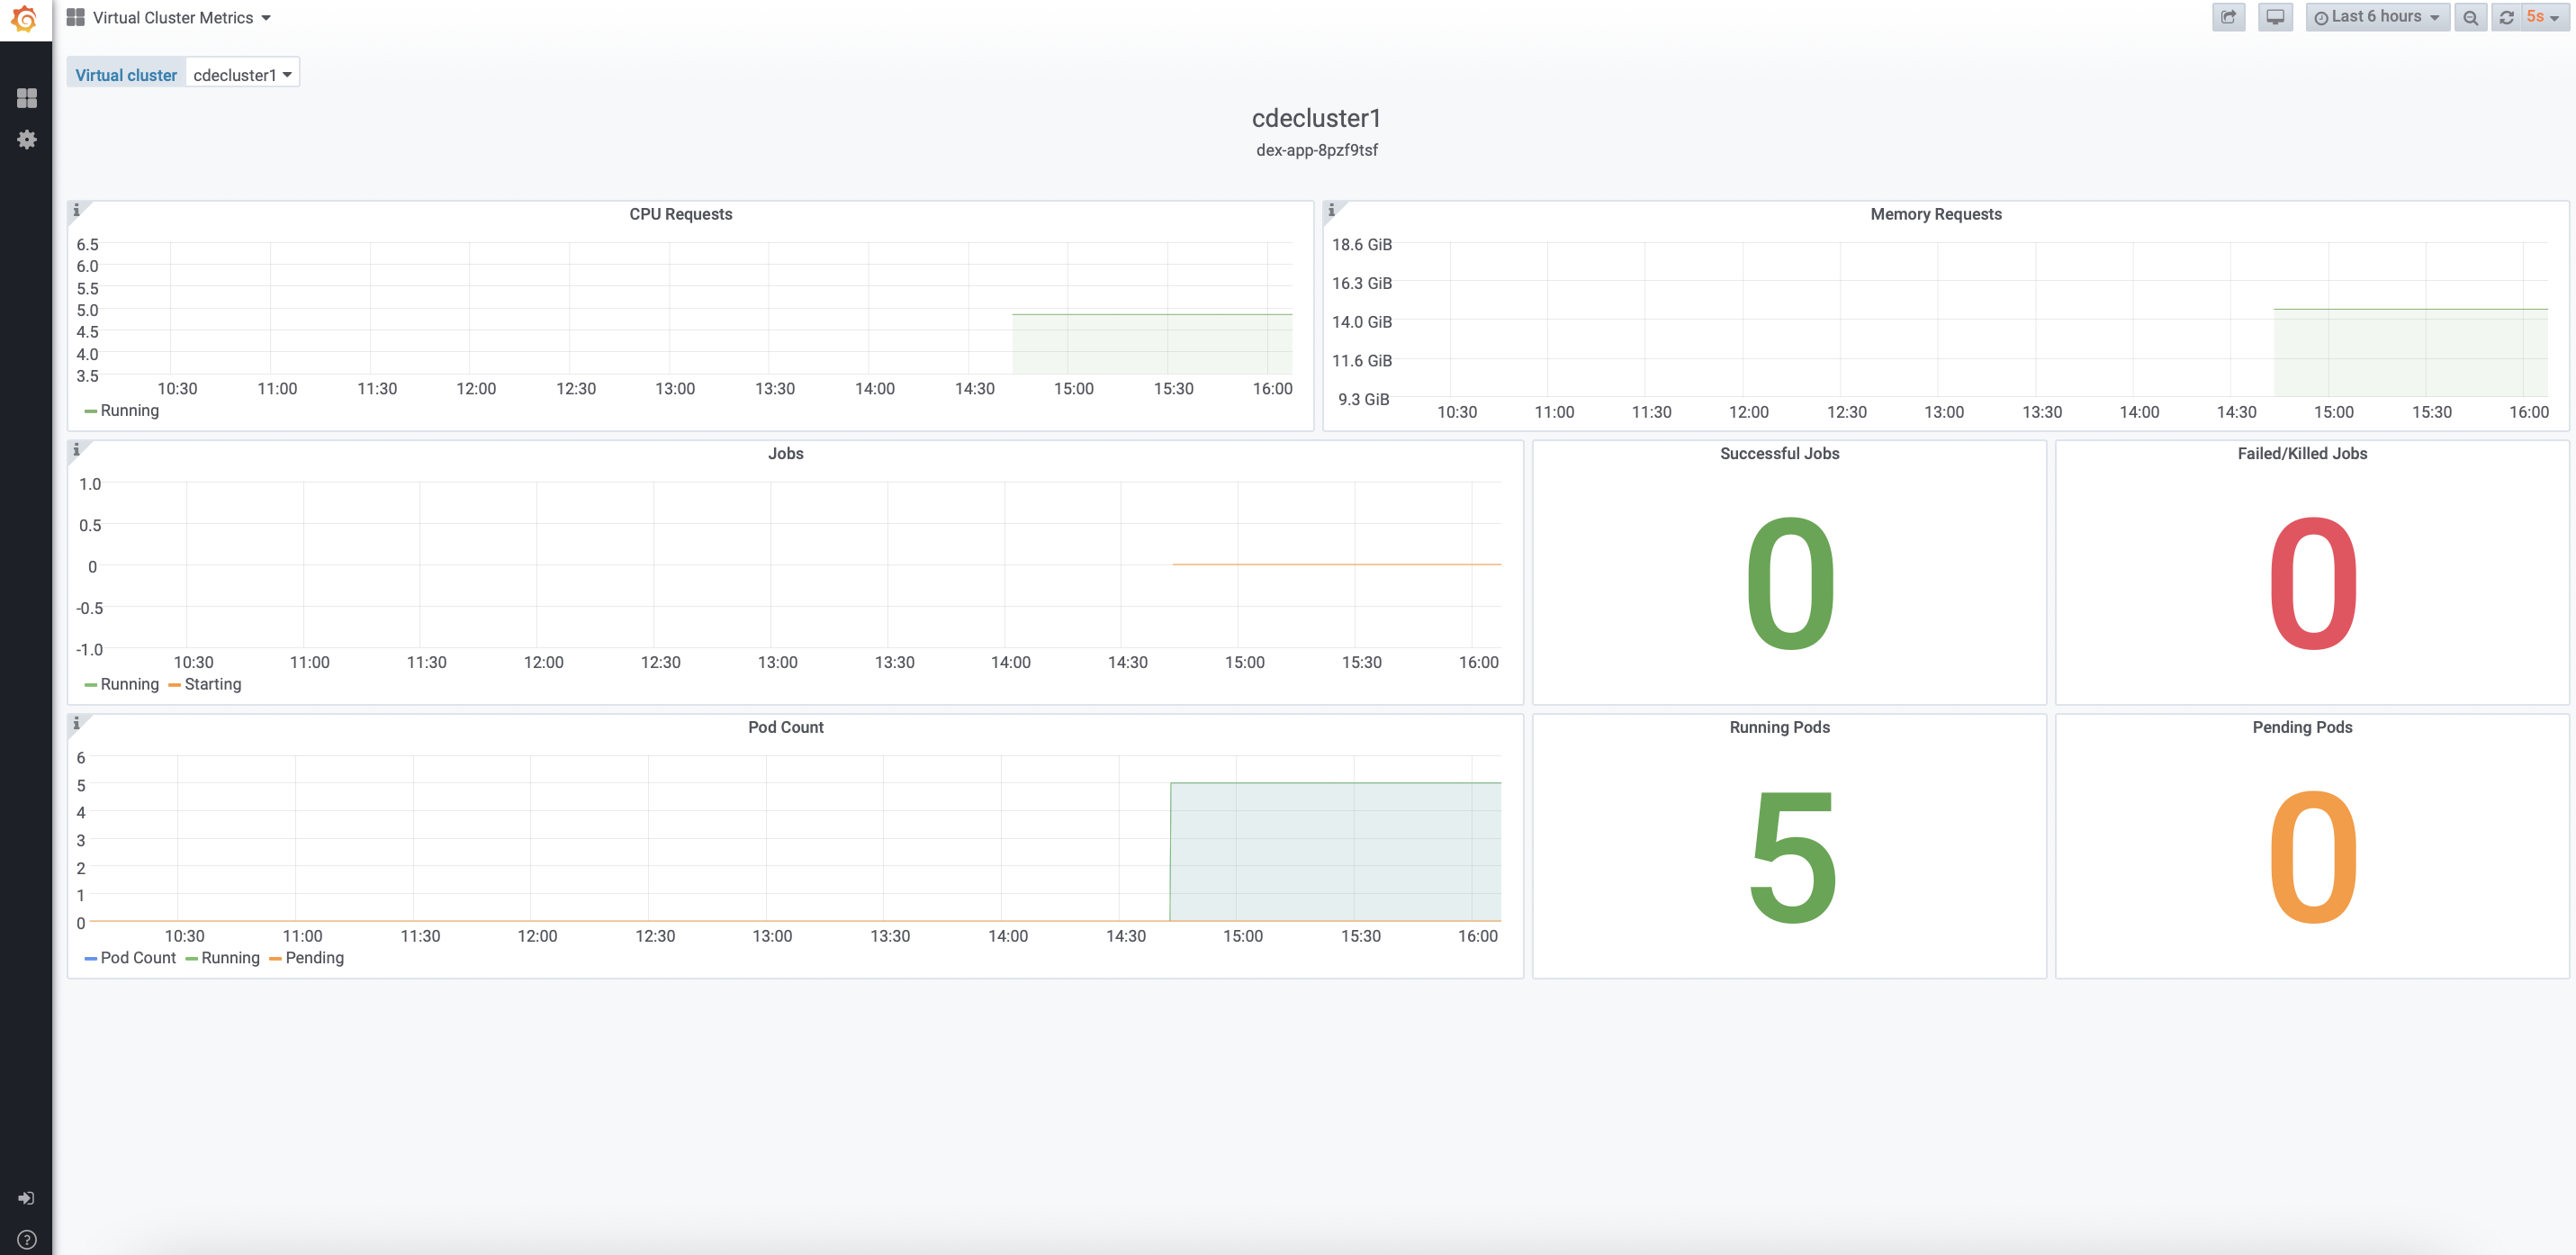 Virtual Cluster Metrics
Last 6 hours 5s
Virtual cluster cdecluster1
cdecluster1
dex-app-8pzf9tsf
CPU Requests
6.5
6.0
5.5
5.0
4.5
4.0
3.5
10:30 11:00 11:30 12:00 12:30 13:00 13:30 14:00 14:30 15:00 15:30 16:00
Running
Memory Requests
18.6 GiB
16.3 GiB
14.0 GiB
11.6 GiB
9.3 GiB
10:30 11:00 11:30 12:00 12:30 13:00 13:30 14:00 14:30 15:00 15:30 16:00
Jobs
1.0
0.5
0
-0.5
-1.0
10:30 11:00 11:30 12:00 12:30 13:00 13:30 14:00 14:30 15:00 15:30 16:00
Running Starting
Successful Jobs
0
Failed/Killed Jobs
0
Pod Count
6
5
4
3
2
1
0
10:30 11:00 11:30 12:00 12:30 13:00 13:30 14:00 14:30 15:00 15:30 16:00
Pod Count Running Pending
Running Pods
5
Pending Pods
0